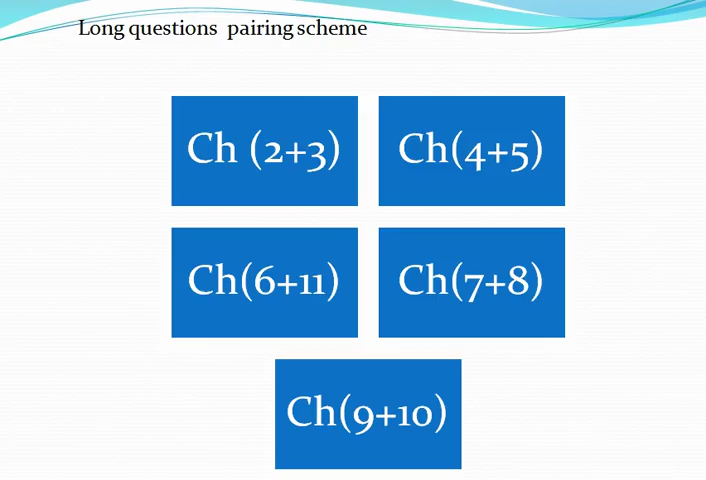 Long questions pairing scheme
Ch (2+3)
Ch(4+5)
Ch(6+11)
Ch(7+8)
Ch(9+10)